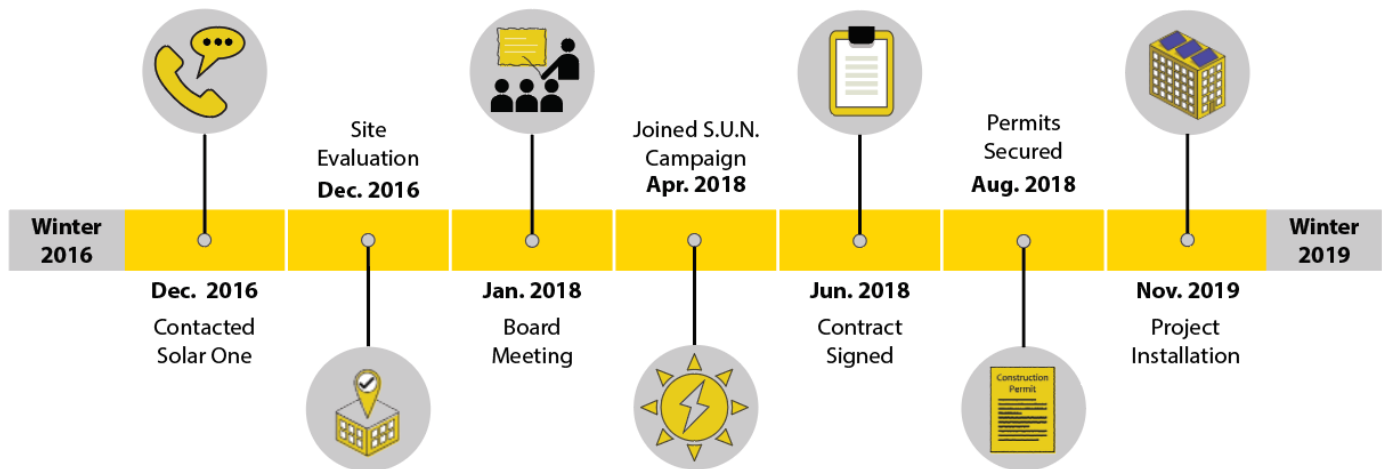 Winter
2016
Dec. 2016
Contacted
Solar One
Site
Evaluation
Dec. 2016
Jan. 2018
Board
Meeting
Joined S.U.N.
Campaign
Apr. 2018
Jun. 2018
Contract
Signed
Permits
Secured
Aug. 2018
Construction
Permit
Nov. 2019
Project
Installation
Winter
2019